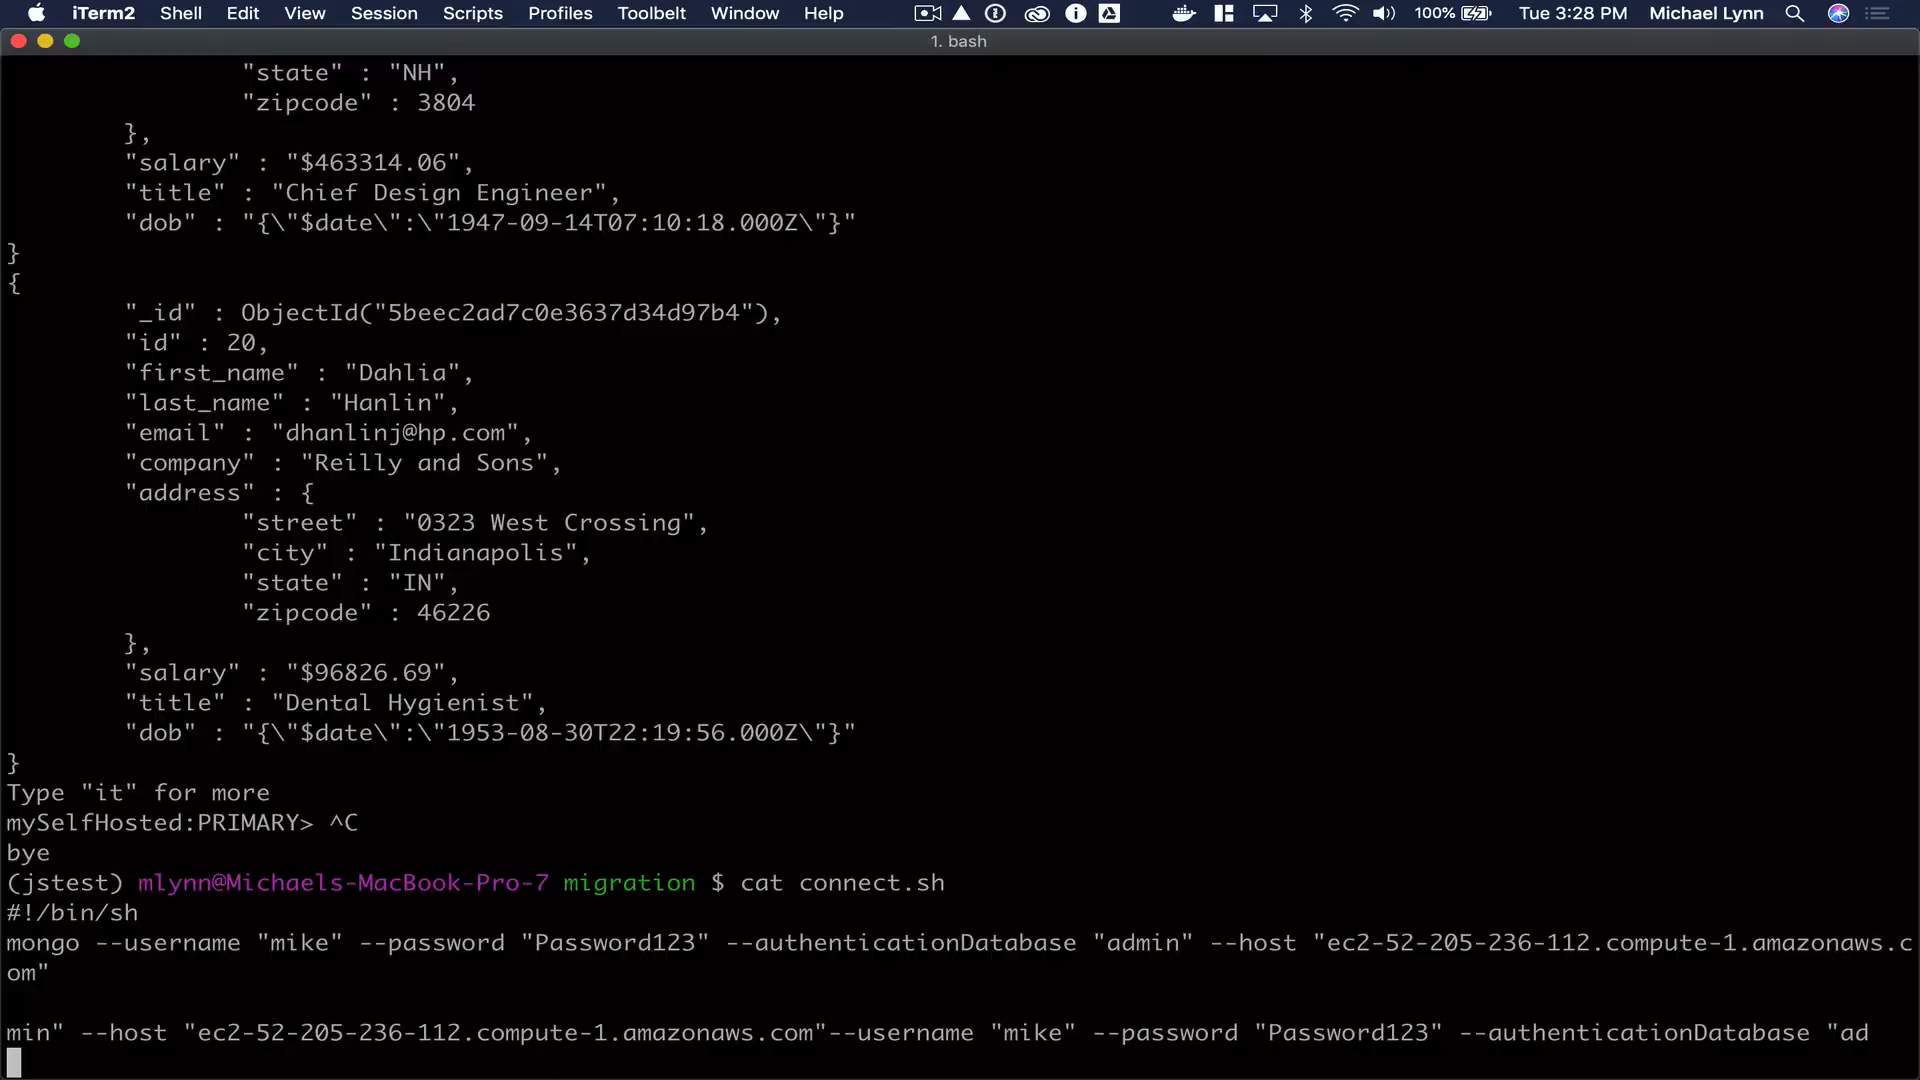 iTerm2 Shell Edit View Session Scripts Profiles Toolbelt Window Help 100% Tue 3:28 PM Michael Lynn
1. bash
"state" : "NH",
"zipcode" : 3804
},
"salary" : "$463314.06",
"title" : "Chief Design Engineer",
"dob" : "{\"$date\":\"1947-09-14T07:10:18.000Z\"}"
}
{
"_id" : ObjectId("5beec2ad7c0e3637d34d97b4"),
"id" : 20,
"first_name" : "Dahlia",
"last_name" : "Hanlin",
"email" : "dhanlinj@hp.com",
"company" : "Reilly and Sons",
"address" : {
"street" : "0323 West Crossing",
"city" : "Indianapolis",
"state" : "IN",
"zipcode" : 46226
},
"salary" : "$96826.69",
"title" : "Dental Hygienist",
"dob" : "{\"$date\":\"1953-08-30T22:19:56.000Z\"}"
}
Type "it" for more
mySelfHosted:PRIMARY> ^C
bye
(jstest) mlynn@Michaels-MacBook-Pro-7 migration $ cat connect.sh
#!/bin/sh
mongo --username "mike" --password "Password123" --authenticationDatabase "admin" --host "ec2-52-205-236-112.compute-1.amazonaws.c
om"
min" --host "ec2-52-205-236-112.compute-1.amazonaws.com"--username "mike" --password "Password123" --authenticationDatabase "ad